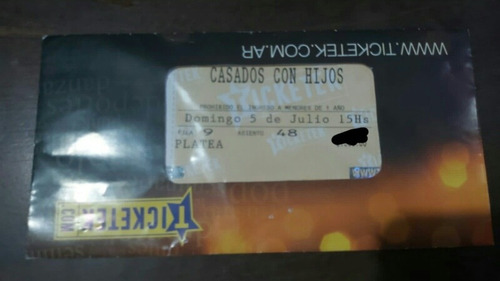 WWW.TICKETEK.COM.AR
CASADOS CON HIJOS
PROHIBIDO EL INGRESO A MENORES DE 1 AÑO
Domingo 5 de Julio 15Hs
FILA 9 ASIENTO 48
PLATEA
TICKETEK
.COM